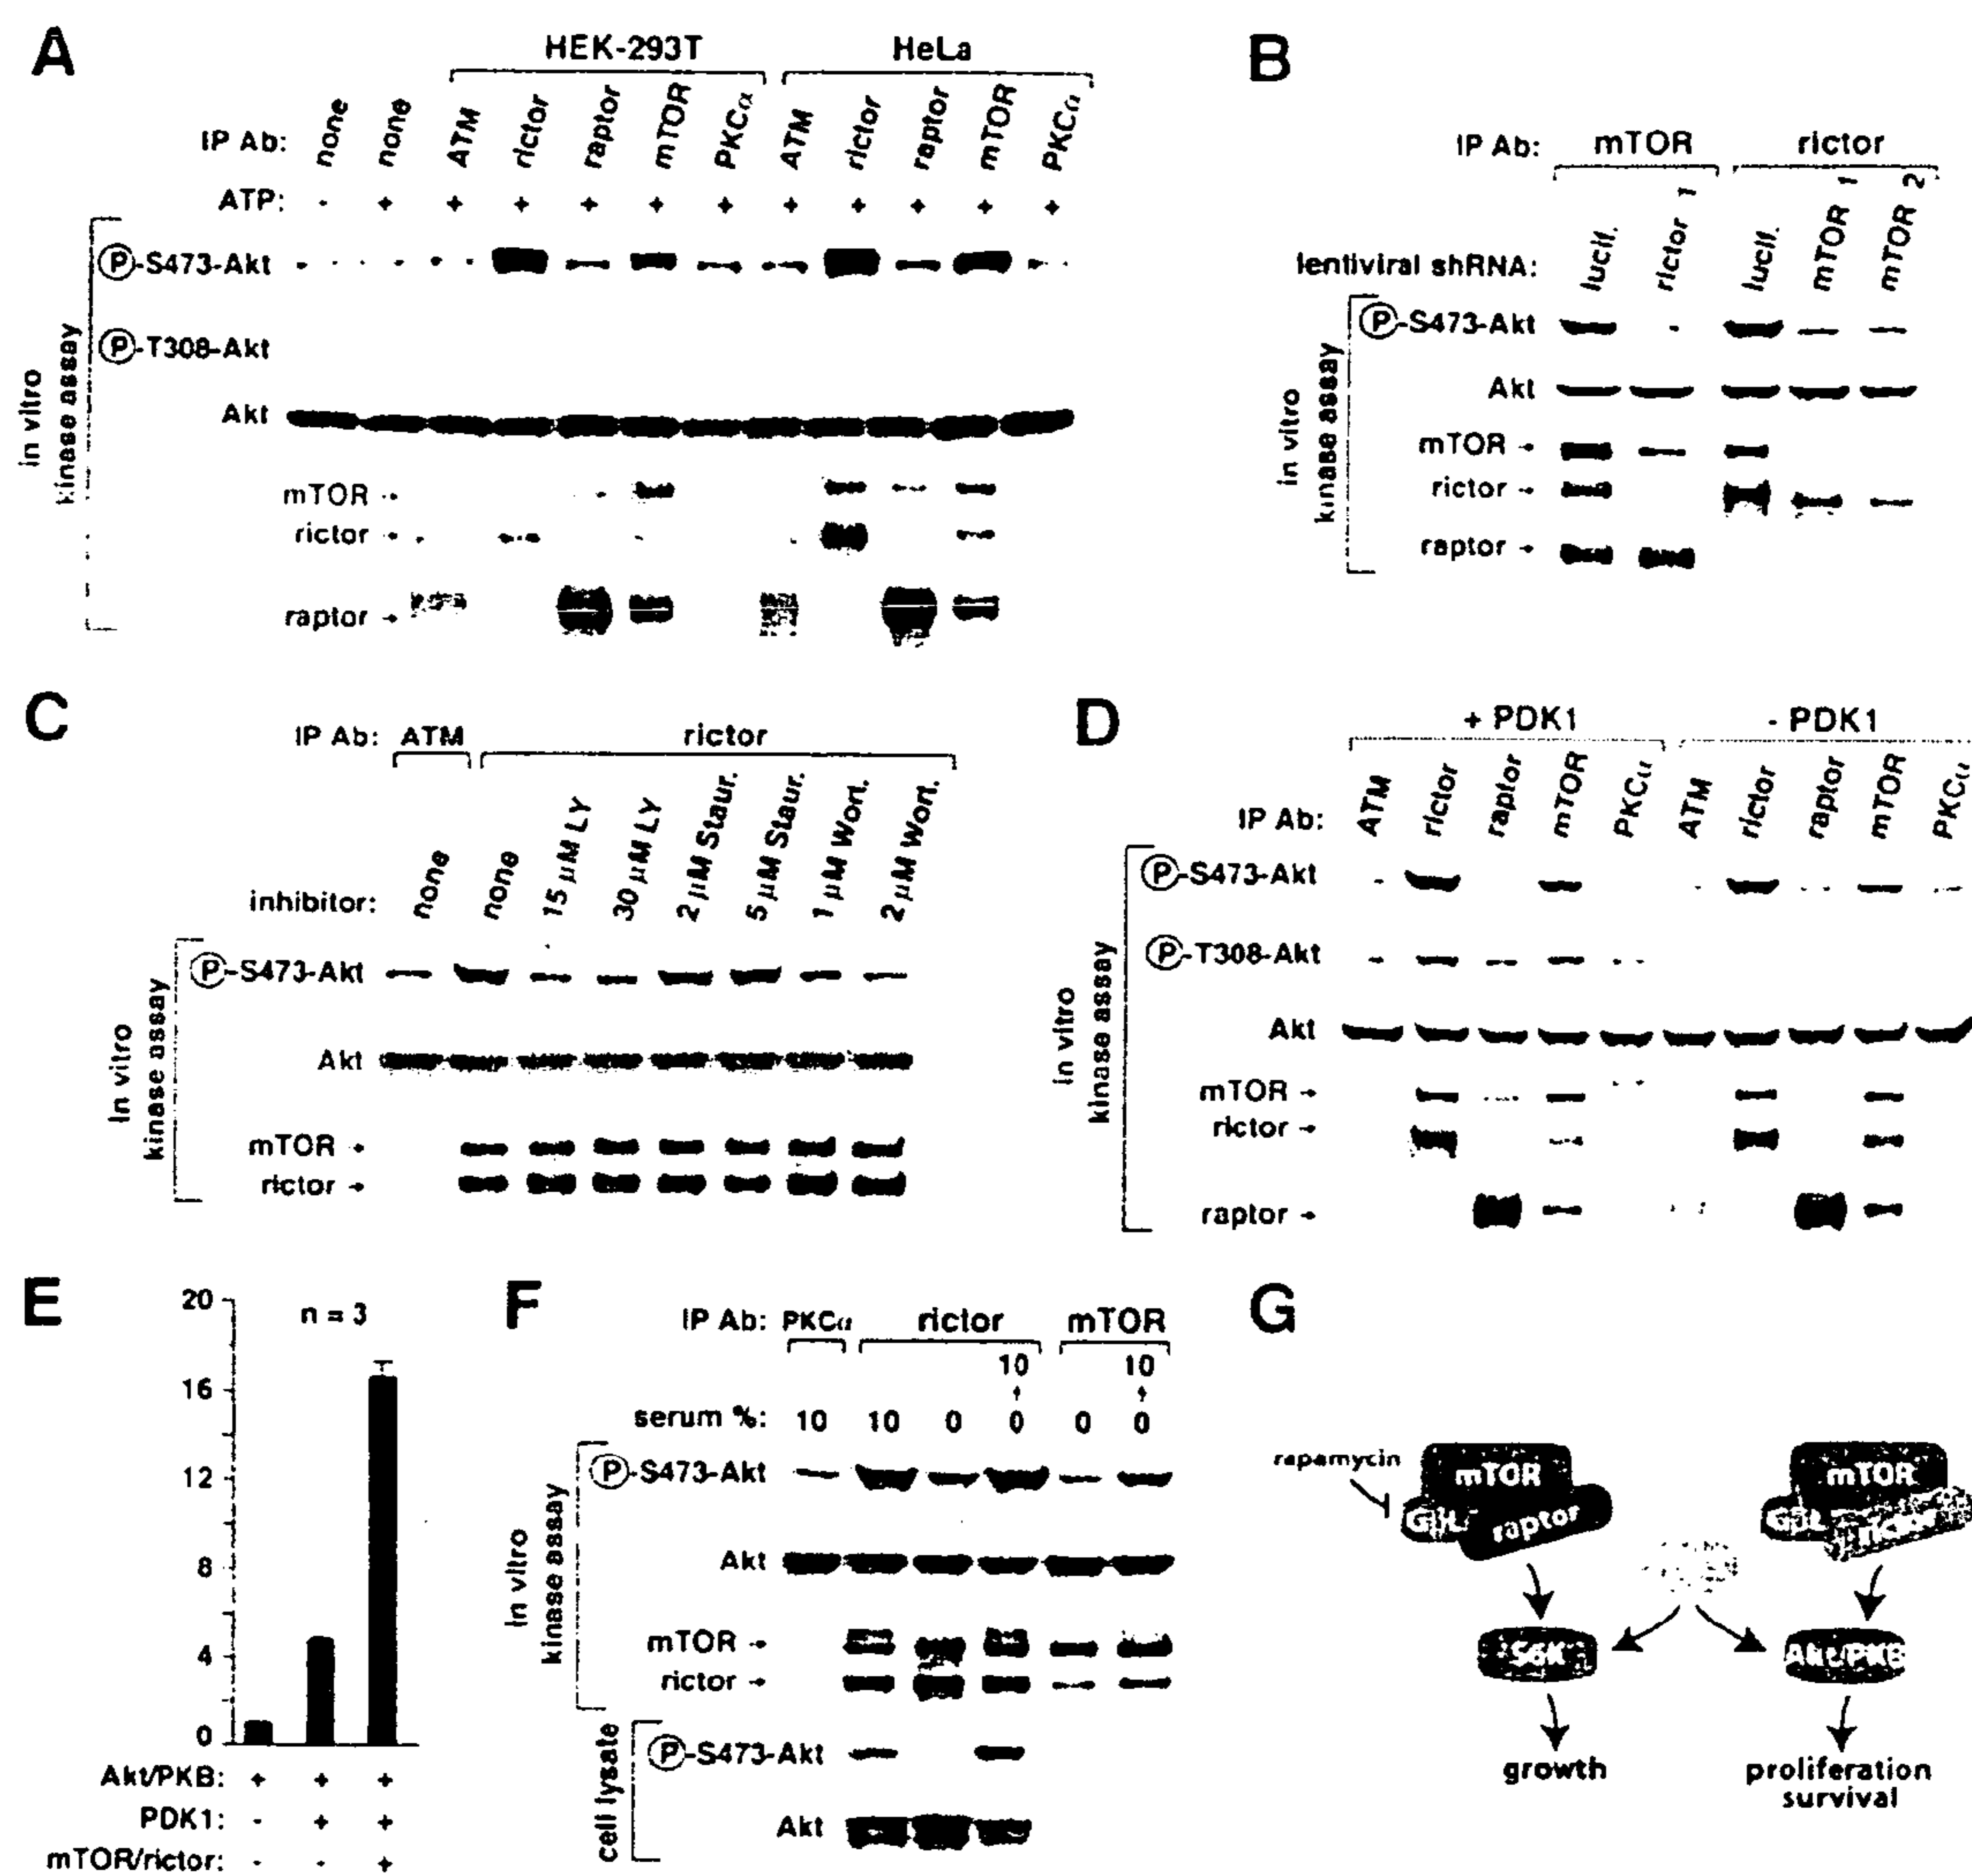 A
HEK-293T
HeLa
IP Ab: none none ATM rictor raptor mTOR PKCα ATM rictor raptor mTOR PKCα
ATP: - + + + + + + + + + + +
in vitro kinase assay
P-S473-Akt
P-T308-Akt
Akt
mTOR
rictor
raptor
B
IP Ab: mTOR rictor
lentiviral shRNA: lucif. rictor 1 lucif. mTOR 1 mTOR 2
in vitro kinase assay
P-S473-Akt
Akt
mTOR
rictor
raptor
C
IP Ab: ATM rictor
inhibitor: none none 15 μM LY 30 μM LY 2 μM Staur. 5 μM Staur. 1 μM Wort. 2 μM Wort.
in vitro kinase assay
P-S473-Akt
Akt
mTOR
rictor
D
+ PDK1 - PDK1
IP Ab: ATM rictor raptor mTOR PKCα ATM rictor raptor mTOR PKCα
in vitro kinase assay
P-S473-Akt
P-T308-Akt
Akt
mTOR
rictor
raptor
E
n = 3
20
16
12
8
4
0
Akt/PKB: + + +
PDK1: - + +
mTOR/rictor: - - +
F
IP Ab: PKCα rictor mTOR
10 10
serum %: 10 10 0 0 0 0
in vitro kinase assay
P-S473-Akt
Akt
mTOR
rictor
cell lysate
P-S473-Akt
Akt
G
rapamycin
mTOR
GβL raptor
mTOR
GβL rictor
S6K
Akt/PKB
growth
proliferation
survival